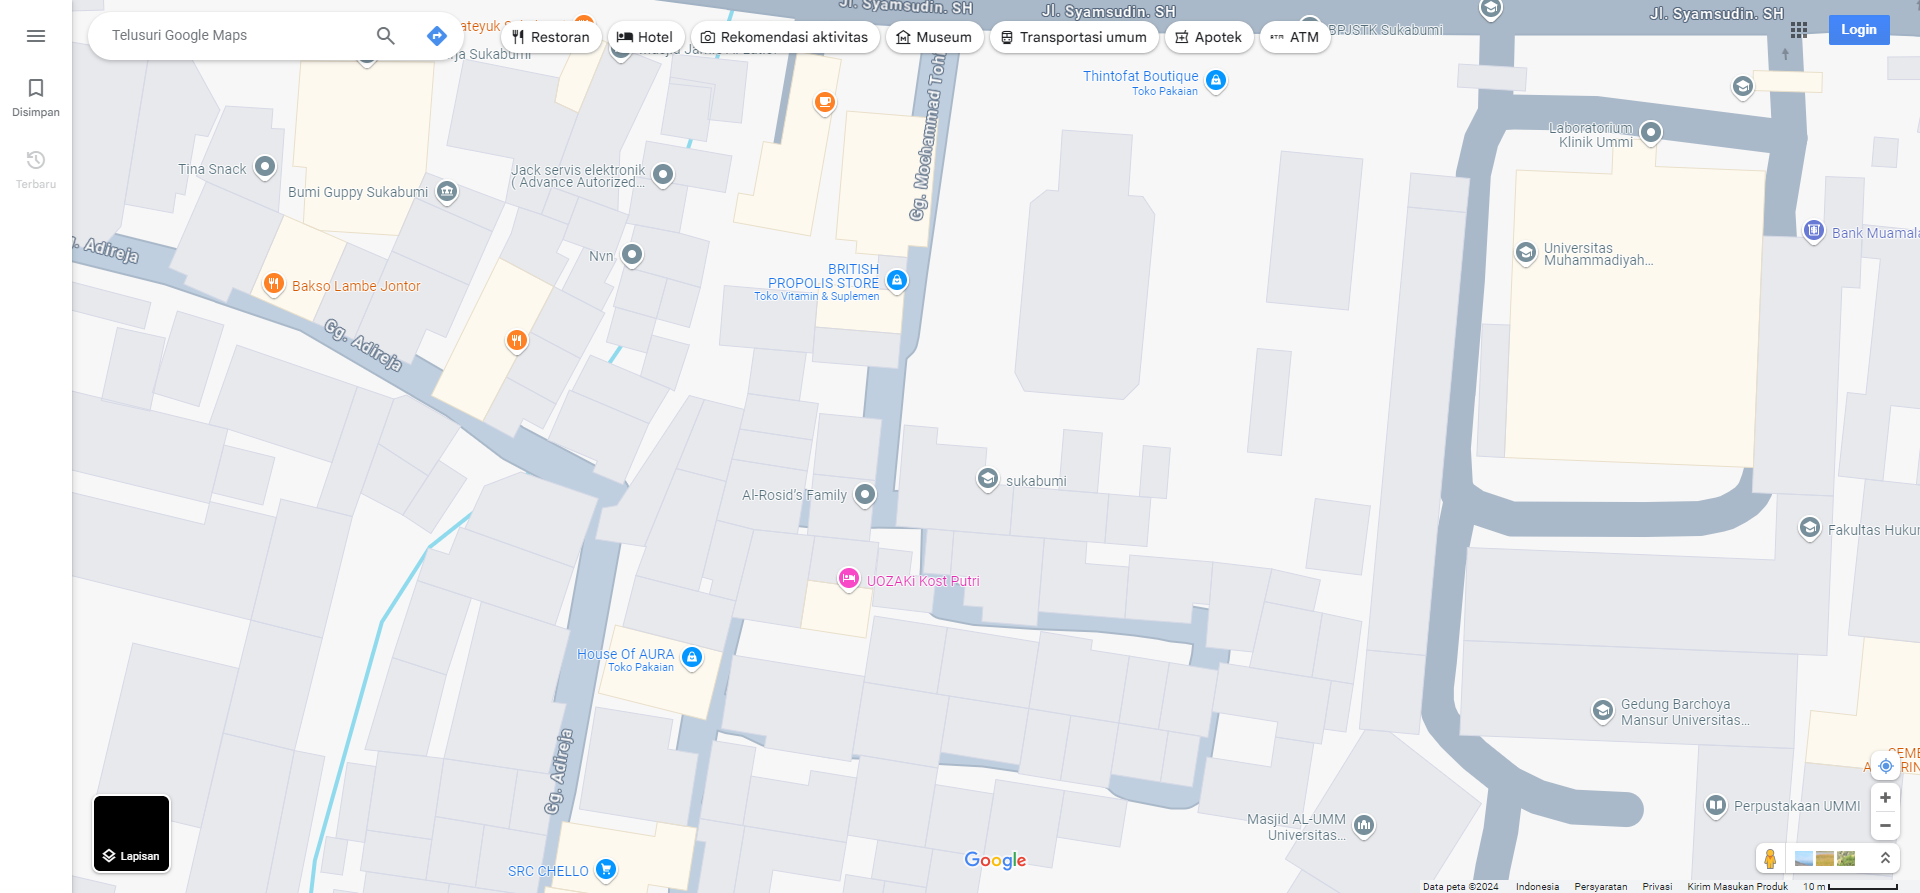 Telusuri Google Maps
Restoran
Hotel
Rekomendasi aktivitas
Museum
Transportasi umum
Apotek
ATM
Login
Disimpan
Terbaru
Jl. Syamsudin. SH
Jl. Syamsudin. SH
Jl. Syamsudin. SH
BPJSTK Sukabumi
Thintofat Boutique
Toko Pakaian
Gg. Mochammad Toh
Laboratorium
Klinik Ummi
Tina Snack
Bumi Guppy Sukabumi
Jack servis elektronik
( Advance Autorized...
Gg. Adireja
Nvn
Universitas
Muhammadiyah...
Bank Muamala
BRITISH
PROPOLIS STORE
Toko Vitamin & Suplemen
Bakso Lambe Jontor
Gg. Adireja
sukabumi
Al-Rosid's Family
Fakultas Huku
UOZAKi Kost Putri
House Of AURA
Toko Pakaian
Gedung Barchoya
Mansur Universitas...
Gg. Adireja
Perpustakaan UMMI
Masjid AL-UMM
Universitas...
Lapisan
SRC CHELLO
Google
Data peta ©2024
Indonesia
Persyaratan
Privasi
Kirim Masukan Produk
10 m